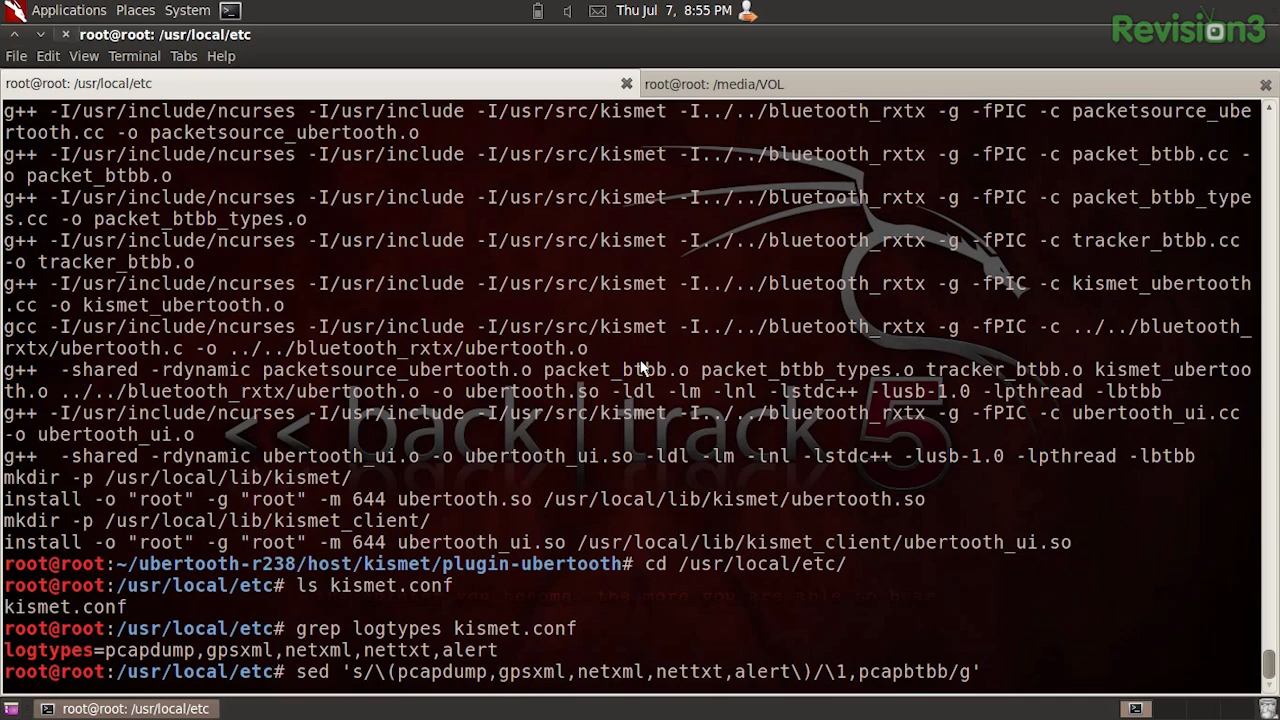 Applications Places System
Thu Jul 7, 8:55 PM
Revision3
root@root: /usr/local/etc
File Edit View Terminal Tabs Help
root@root: /usr/local/etc
root@root: /media/VOL
g++ -I/usr/include/ncurses -I/usr/include -I/usr/src/kismet -I../../bluetooth_rxtx -g -fPIC -c packetsource_ube
rtooth.cc -o packetsource_ubertooth.o
g++ -I/usr/include/ncurses -I/usr/include -I/usr/src/kismet -I../../bluetooth_rxtx -g -fPIC -c packet_btbb.cc -
o packet_btbb.o
g++ -I/usr/include/ncurses -I/usr/include -I/usr/src/kismet -I../../bluetooth_rxtx -g -fPIC -c packet_btbb_type
s.cc -o packet_btbb_types.o
g++ -I/usr/include/ncurses -I/usr/include -I/usr/src/kismet -I../../bluetooth_rxtx -g -fPIC -c tracker_btbb.cc
-o tracker_btbb.o
g++ -I/usr/include/ncurses -I/usr/include -I/usr/src/kismet -I../../bluetooth_rxtx -g -fPIC -c kismet_ubertooth
.cc -o kismet_ubertooth.o
gcc -I/usr/include/ncurses -I/usr/include -I/usr/src/kismet -I../../bluetooth_rxtx -g -fPIC -c ../../bluetooth_
rxtx/ubertooth.c -o ../../bluetooth_rxtx/ubertooth.o
g++ -shared -rdynamic packetsource_ubertooth.o packet_btbb.o packet_btbb_types.o tracker_btbb.o kismet_ubertoo
th.o ../../bluetooth_rxtx/ubertooth.o -o ubertooth.so -ldl -lm -lnl -lstdc++ -lusb-1.0 -lpthread -lbtbb
g++ -I/usr/include/ncurses -I/usr/include -I/usr/src/kismet -I../../bluetooth_rxtx -g -fPIC -c ubertooth_ui.cc
-o ubertooth_ui.o
<< back | track 5
g++ -shared -rdynamic ubertooth_ui.o -o ubertooth_ui.so -ldl -lm -lnl -lstdc++ -lusb-1.0 -lpthread -lbtbb
mkdir -p /usr/local/lib/kismet/
install -o "root" -g "root" -m 644 ubertooth.so /usr/local/lib/kismet/ubertooth.so
mkdir -p /usr/local/lib/kismet_client/
install -o "root" -g "root" -m 644 ubertooth_ui.so /usr/local/lib/kismet_client/ubertooth_ui.so
root@root:~/ubertooth-r238/host/kismet/plugin-ubertooth# cd /usr/local/etc/
root@root:/usr/local/etc# ls kismet.conf
the more you are able to hear
kismet.conf
root@root:/usr/local/etc# grep logtypes kismet.conf
logtypes=pcapdump,gpsxml,netxml,nettxt,alert
root@root:/usr/local/etc# sed 's/\(pcapdump,gpsxml,netxml,nettxt,alert\)/\1,pcapbtbb/g'
root@root: /usr/local/etc